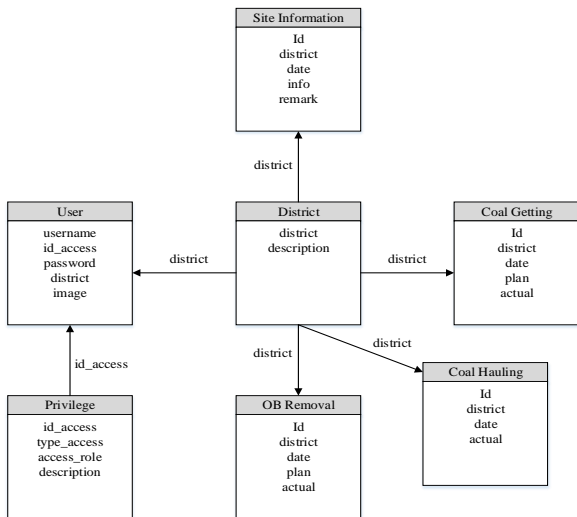 Site Information
Id
district
date
info
remark
district
User
username
id_access
password
district
image
district
District
district
description
district
Coal Getting
Id
district
date
plan
actual
id_access
district
district
Privilege
id_access
type_access
access_role
description
OB Removal
Id
district
date
plan
actual
Coal Hauling
Id
district
date
actual